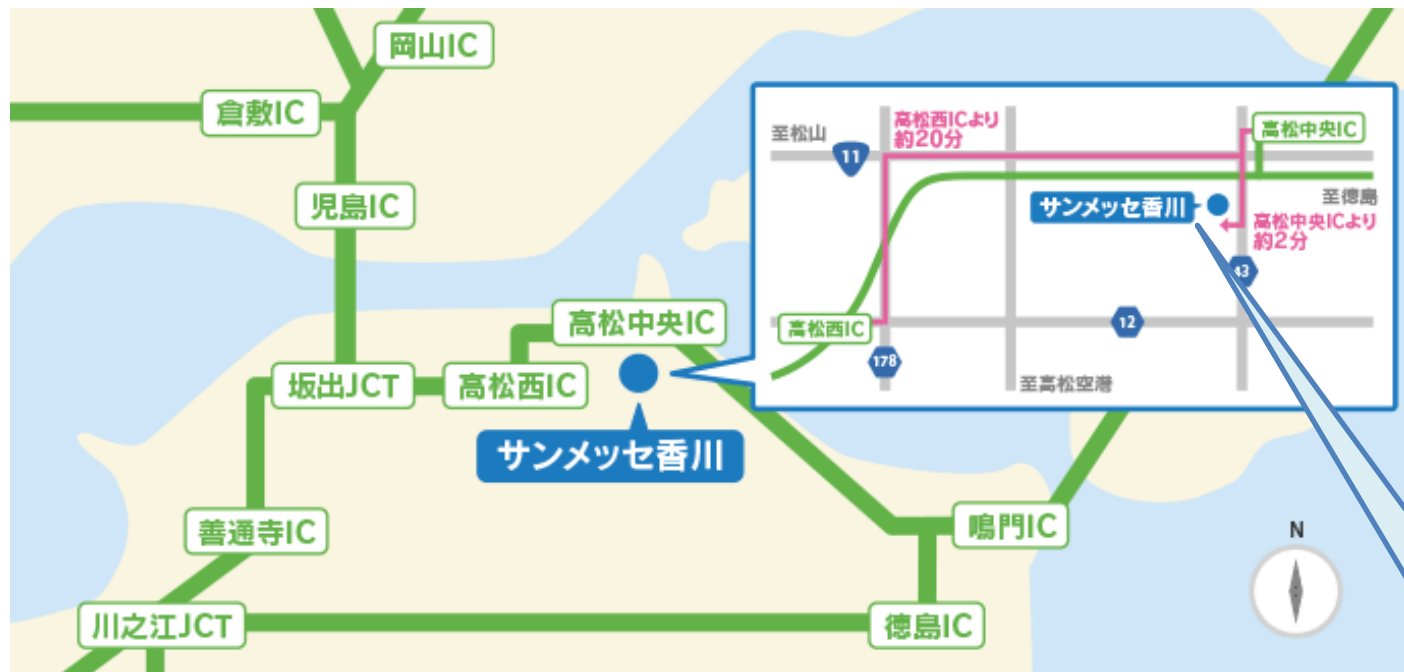 岡山IC
倉敷IC
児島IC
高松中央IC
坂出JCT
高松西IC
サンメッセ香川
善通寺IC
鳴門IC
川之江JCT
徳島IC
高松西ICより
約20分
至松山
11
高松中央IC
至徳島
サンメッセ香川
高松中央ICより
約2分
43
高松西IC
12
178
至高松空港
N